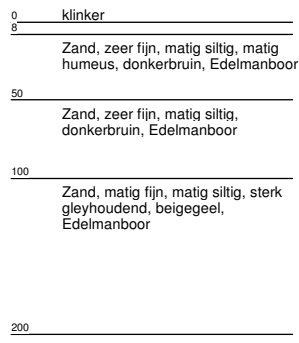 0 klinker
8
Zand, zeer fijn, matig siltig, matig
humeus, donkerbruin, Edelmanboor
50
Zand, zeer fijn, matig siltig,
donkerbruin, Edelmanboor
100
Zand, matig fijn, matig siltig, sterk
gleyhoudend, beigegeel,
Edelmanboor
200